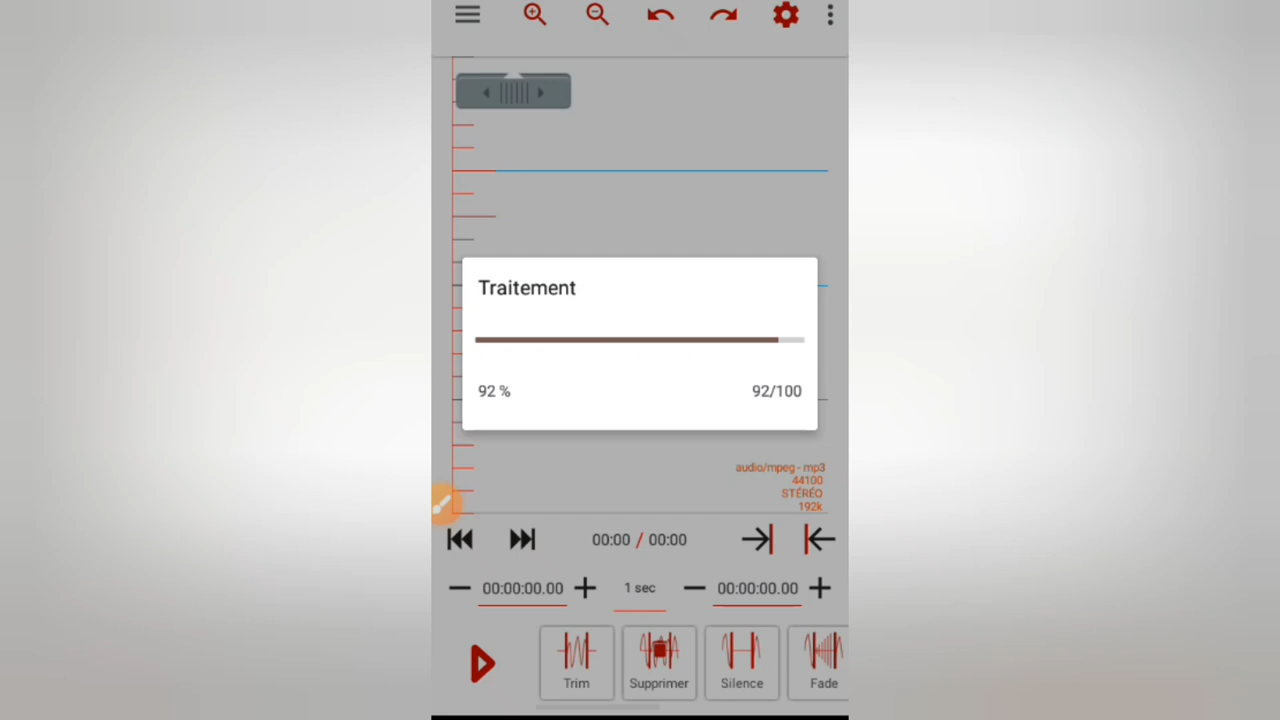 Traitement
92 %
92/100
audio/mpeg - mp3
44100
STÉRÉO
192k
00:00 / 00:00
00:00:00.00
1 sec
00:00:00.00
Trim
Supprimer
Silence
Fade